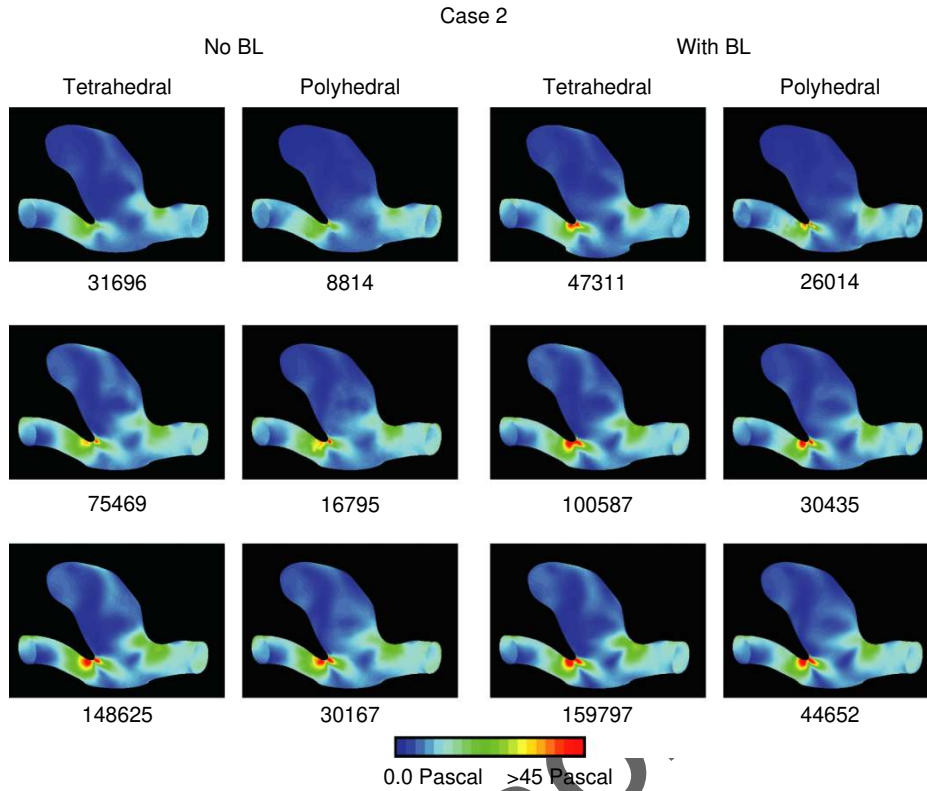 Case 2
No BL With BL
Tetrahedral Polyhedral Tetrahedral Polyhedral
31696 8814 47311 26014
75469 16795 100587 30435
148625 30167 159797 44652
0.0 Pascal >45 Pascal